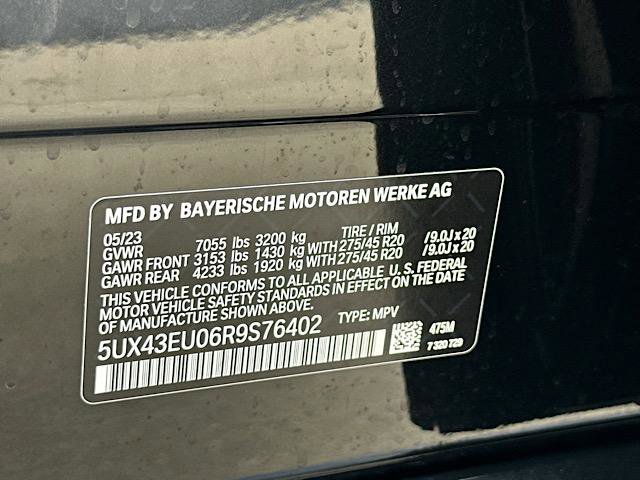 MFD BY BAYERISCHE MOTOREN WERKE AG
05/23 TIRE / RIM
GVWR 7055 lbs 3200 kg
GAWR FRONT 3153 lbs 1430 kg WITH 275/45 R20 /9.0J x 20
GAWR REAR 4233 lbs 1920 kg WITH 275/45 R20 /9.0J x 20
THIS VEHICLE CONFORMS TO ALL APPLICABLE U. S. FEDERAL
MOTOR VEHICLE SAFETY STANDARDS IN EFFECT ON THE DATE
OF MANUFACTURE SHOWN ABOVE.
5UX43EU06R9S76402 TYPE: MPV
475M
7 320 729